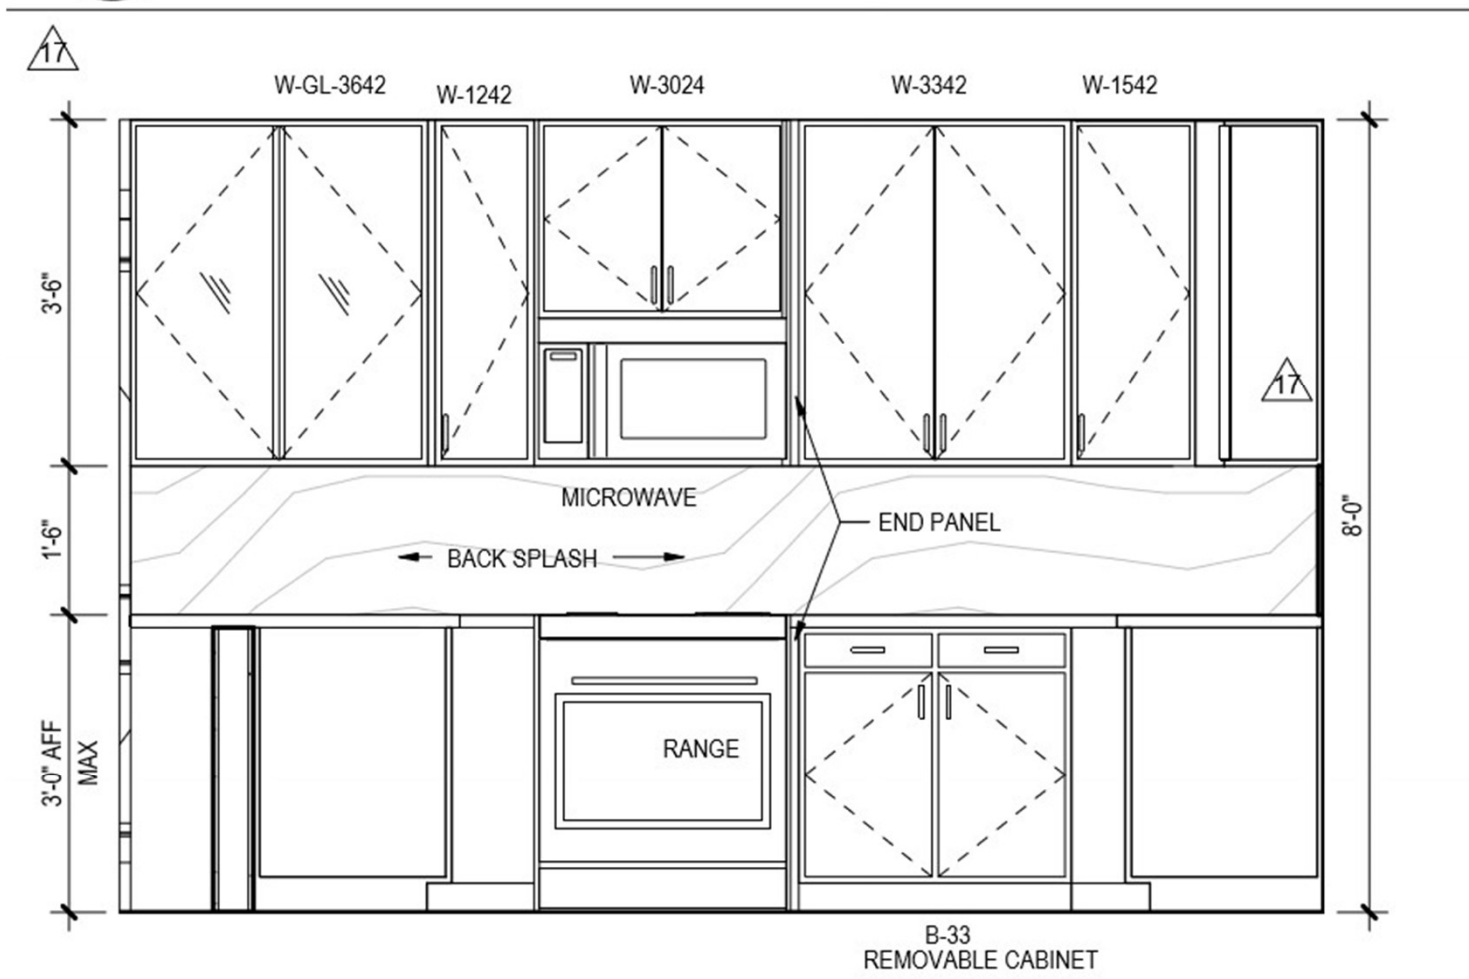 17
W-GL-3642
W-1242
W-3024
W-3342
W-1542
3'-6"
17
MICROWAVE
END PANEL
1'-6"
8'-0"
BACK SPLASH
3'-0" AFF
MAX
RANGE
B-33
REMOVABLE CABINET